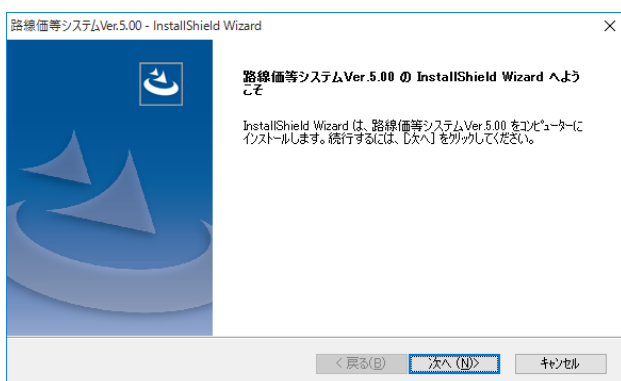 路線価等システムVer.5.00 - InstallShield Wizard
路線価等システムVer.5.00 の InstallShield Wizard へよう
こそ
InstallShield Wizard は、路線価等システムVer.5.00 をコンピューターに
インストールします。続行するには、[次へ] をクリックしてください。
< 戻る(B) 次へ (N)> キャンセル